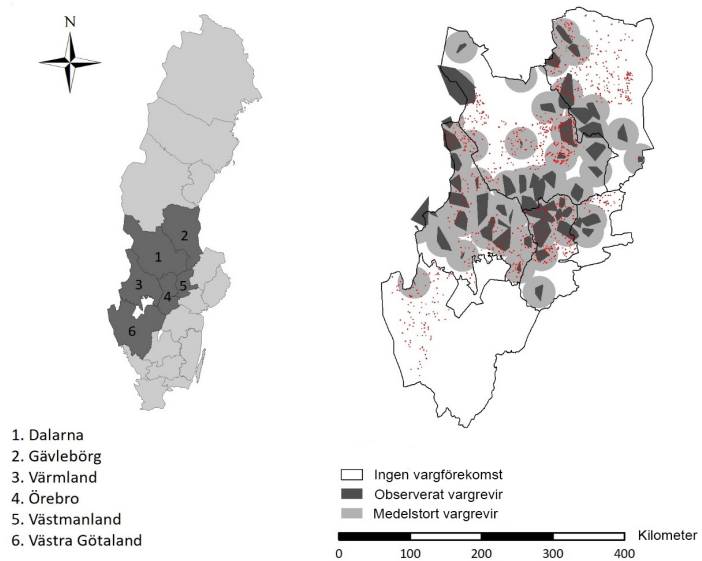 N
1
2
3
4
5
6
1. Dalarna
2. Gävlebörg
3. Värmland
4. Örebro
5. Västmanland
6. Västra Götaland
Ingen vargförekomst
Observerat vargrevir
Medelstort vargrevir
Kilometer
0 100 200 300 400